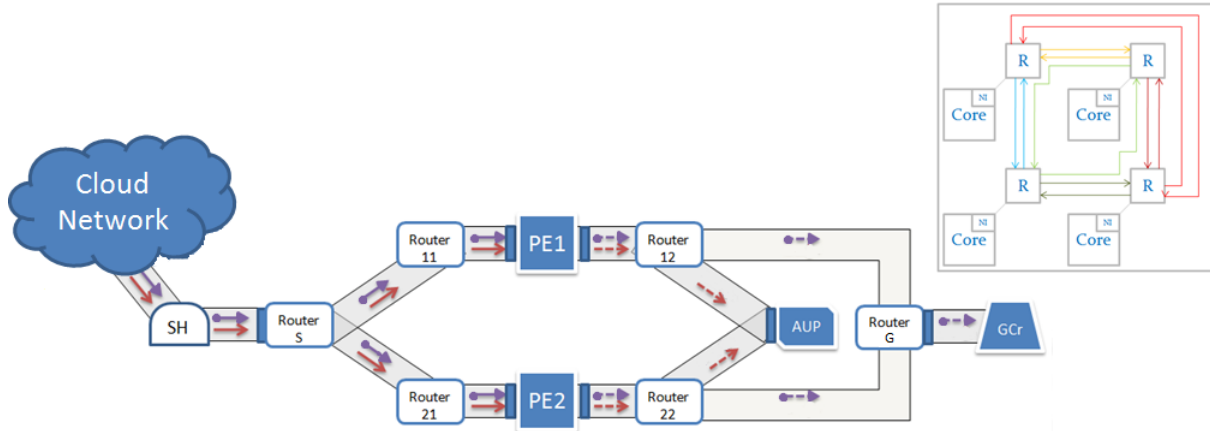 Cloud
Network
SH
Router
S
Router
11
PE1
Router
12
Router
21
PE2
Router
22
AUP
Router
G
GCr
R
R
NI
Core
NI
Core
R
R
NI
Core
NI
Core